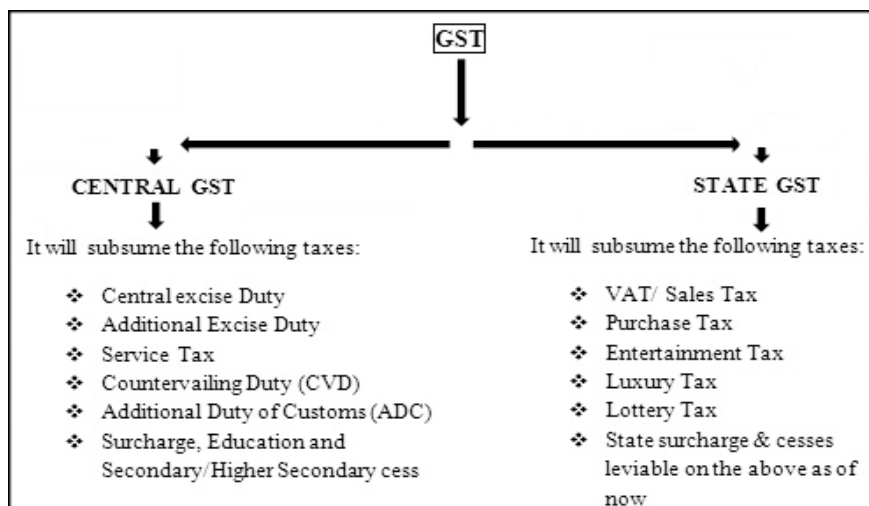 GST
CENTRAL GST
It will subsume the following taxes:
❖ Central excise Duty
❖ Additional Excise Duty
❖ Service Tax
❖ Countervailing Duty (CVD)
❖ Additional Duty of Customs (ADC)
❖ Surcharge, Education and
Secondary/Higher Secondary cess
STATE GST
It will subsume the following taxes:
❖ VAT/ Sales Tax
❖ Purchase Tax
❖ Entertainment Tax
❖ Luxury Tax
❖ Lottery Tax
❖ State surcharge & cesses
leviable on the above as of
now